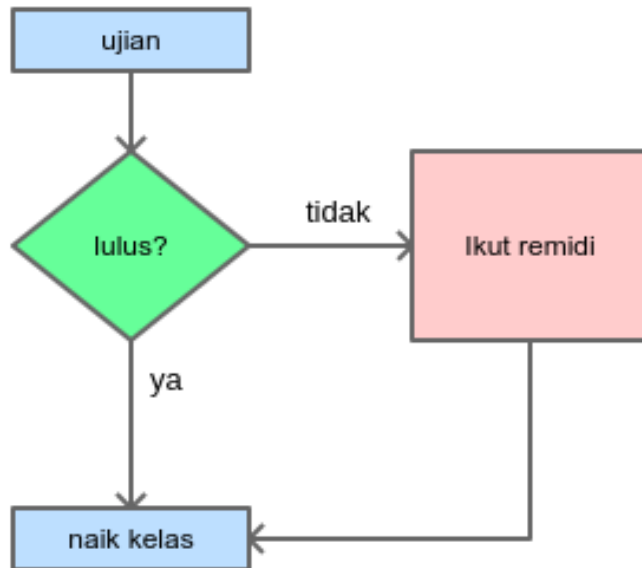 ujian
lulus?
tidak
Ikut remidi
ya
naik kelas